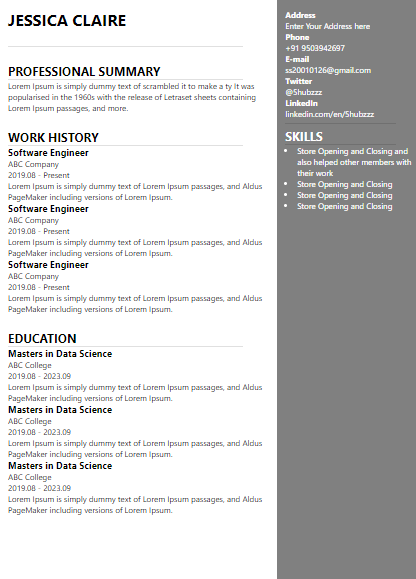 JESSICA CLAIRE
PROFESSIONAL SUMMARY
Lorem Ipsum is simply dummy text of scrambled it to make a ty It was
popularised in the 1960s with the release of Letraset sheets containing
Lorem Ipsum passages, and more.
WORK HISTORY
Software Engineer
ABC Company
2019.08 - Present
Lorem Ipsum is simply dummy text of Lorem Ipsum passages, and Aldus
PageMaker including versions of Lorem Ipsum.
Software Engineer
ABC Company
2019.08 - Present
Lorem Ipsum is simply dummy text of Lorem Ipsum passages, and Aldus
PageMaker including versions of Lorem Ipsum.
Software Engineer
ABC Company
2019.08 - Present
Lorem Ipsum is simply dummy text of Lorem Ipsum passages, and Aldus
PageMaker including versions of Lorem Ipsum.
EDUCATION
Masters in Data Science
ABC College
2019.08 - 2023.09
Lorem Ipsum is simply dummy text of Lorem Ipsum passages, and Aldus
PageMaker including versions of Lorem Ipsum.
Masters in Data Science
ABC College
2019.08 - 2023.09
Lorem Ipsum is simply dummy text of Lorem Ipsum passages, and Aldus
PageMaker including versions of Lorem Ipsum.
Masters in Data Science
ABC College
2019.08 - 2023.09
Lorem Ipsum is simply dummy text of Lorem Ipsum passages, and Aldus
PageMaker including versions of Lorem Ipsum.
Address
Enter Your Address here
Phone
+91 9503942697
E-mail
ss20010126@gmail.com
Twitter
@Shubzzz
LinkedIn
linkedin.com/en/Shubzzz
SKILLS
• Store Opening and Closing and
also helped other members with
their work
• Store Opening and Closing
• Store Opening and Closing
• Store Opening and Closing